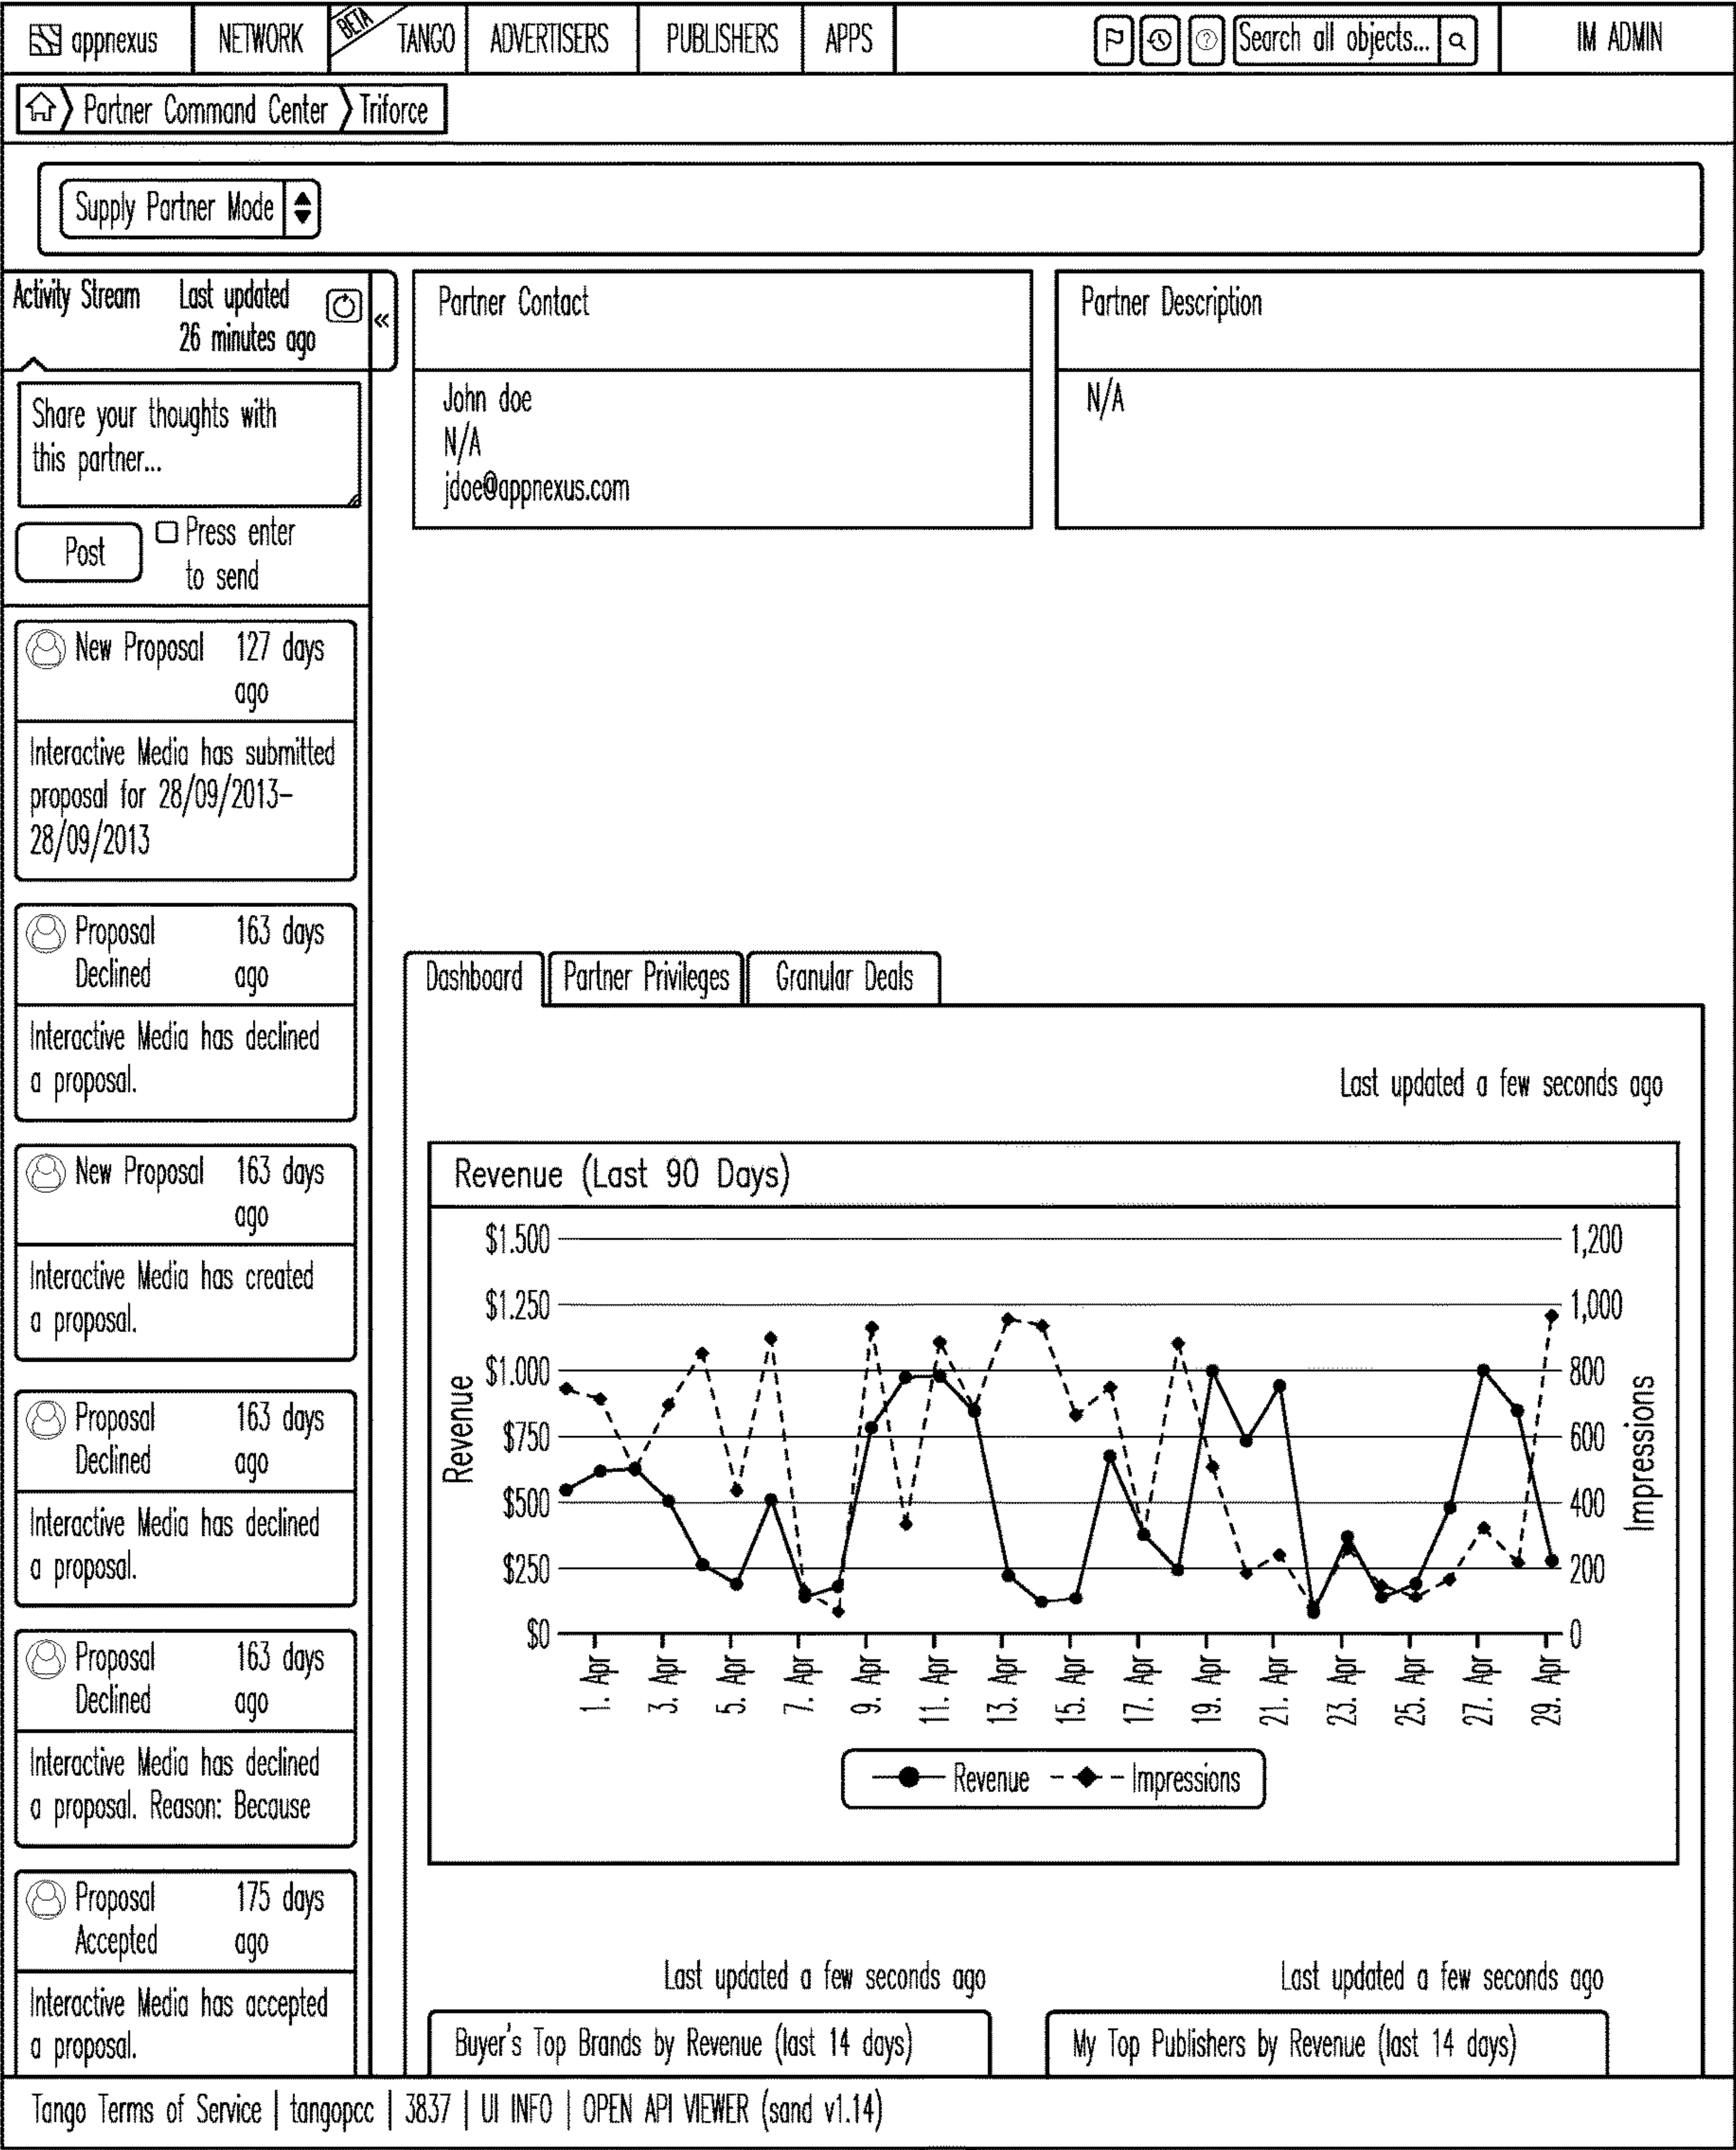 appnexus
NETWORK
BETA
TANGO
ADVERTISERS
PUBLISHERS
APPS
Search all objects...
IM ADMIN
Partner Command Center
Triforce
Supply Partner Mode
Activity Stream
Last updated
26 minutes ago
«
Share your thoughts with
this partner...
Post
Press enter
to send
New Proposal 127 days
ago
Interactive Media has submitted
proposal for 28/09/2013-
28/09/2013
Proposal 163 days
Declined ago
Interactive Media has declined
a proposal.
New Proposal 163 days
ago
Interactive Media has created
a proposal.
Proposal 163 days
Declined ago
Interactive Media has declined
a proposal.
Proposal 163 days
Declined ago
Interactive Media has declined
a proposal. Reason: Because
Proposal 175 days
Accepted ago
Interactive Media has accepted
a proposal.
Partner Contact
John doe
N/A
jdoe@appnexus.com
Partner Description
N/A
Dashboard
Partner Privileges
Granular Deals
Last updated a few seconds ago
Revenue (Last 90 Days)
Revenue
$1.500
$1.250
$1.000
$750
$500
$250
$0
1,200
1,000
800
600
400
200
0
Impressions
1. Apr
3. Apr
5. Apr
7. Apr
9. Apr
11. Apr
13. Apr
15. Apr
17. Apr
19. Apr
21. Apr
23. Apr
25. Apr
27. Apr
29. Apr
Revenue
Impressions
Last updated a few seconds ago
Buyer's Top Brands by Revenue (last 14 days)
Last updated a few seconds ago
My Top Publishers by Revenue (last 14 days)
Tango Terms of Service | tangopcc | 3837 | UI INFO | OPEN API VIEWER (sand v1.14)